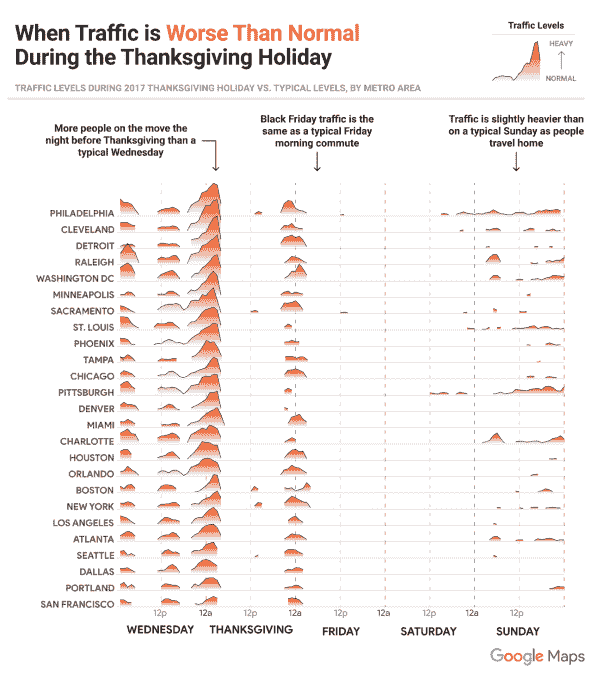 When Traffic is Worse Than Normal
During the Thanksgiving Holiday
Traffic Levels
HEAVY
NORMAL
TRAFFIC LEVELS DURING 2017 THANKSGIVING HOLIDAY VS. TYPICAL LEVELS, BY METRO AREA
More people on the move the
night before Thanksgiving than a
typical Wednesday
Black Friday traffic is the
same as a typical Friday
morning commute
Traffic is slightly heavier than
on a typical Sunday as people
travel home
PHILADELPHIA
CLEVELAND
DETROIT
RALEIGH
WASHINGTON DC
MINNEAPOLIS
SACRAMENTO
ST. LOUIS
PHOENIX
TAMPA
CHICAGO
PITTSBURGH
DENVER
MIAMI
CHARLOTTE
HOUSTON
ORLANDO
BOSTON
NEW YORK
LOS ANGELES
ATLANTA
SEATTLE
DALLAS
PORTLAND
SAN FRANCISCO
12p 12a 12p 12a 12p 12a 12p 12a 12p
WEDNESDAY THANKSGIVING FRIDAY SATURDAY SUNDAY
Google Maps